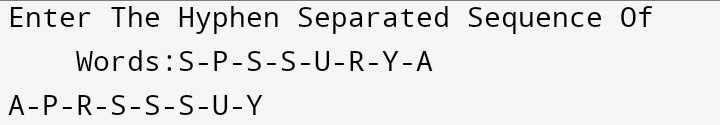 Enter The Hyphen Separated Sequence Of
Words:S-P-S-S-U-R-Y-A
A-P-R-S-S-S-U-Y